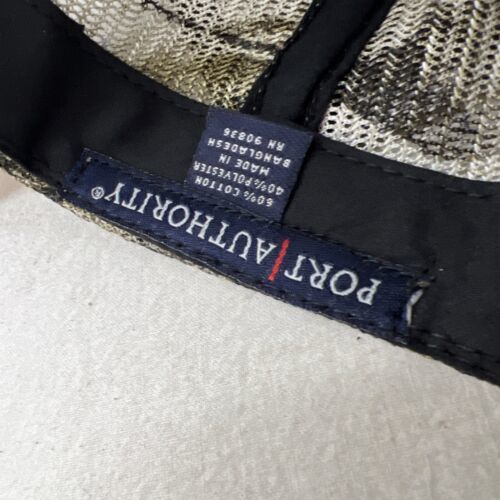 PORT AUTHORITY®
60% COTTON
40% POLYESTER
MADE IN
BANGLADESH
RN 90836